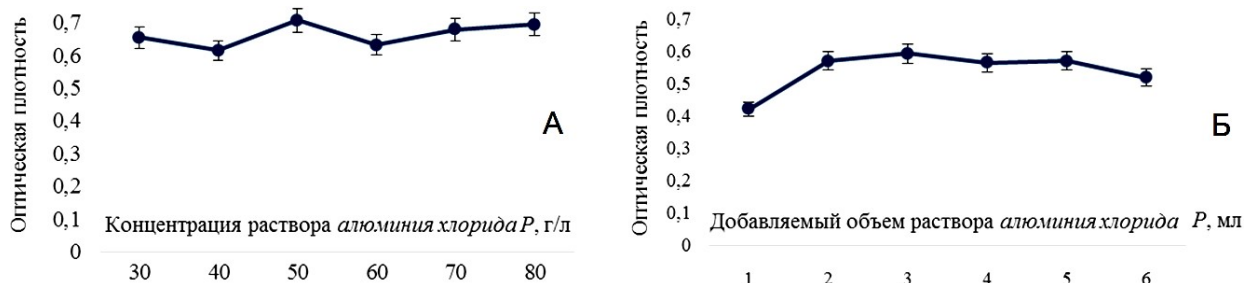 Оптическая плотность
0,7
0,6
0,5
0,4
0,3
0,2
0,1
0
Концентрация раствора алюминия хлорида Р, г/л
30 40 50 60 70 80
А
Оптическая плотность
0,7
0,6
0,5
0,4
0,3
0,2
0,1
0
Добавляемый объем раствора алюминия хлорида Р, мл
1 2 3 4 5 6
Б